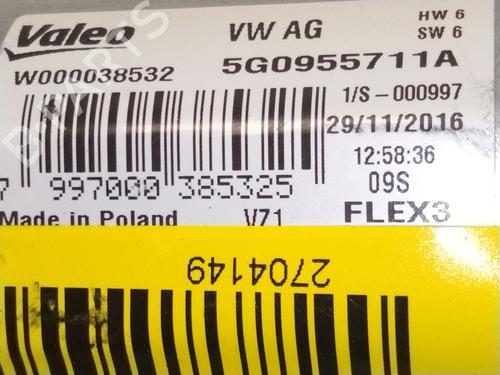 Valeo VW AG HW 6
SW 6
W000038532 5G0955711A
1/S-000997
29/11/2016
12:58:36
7 997000 385325 09S
Made in Poland V71 FLEX3
2704149
B-PARTS